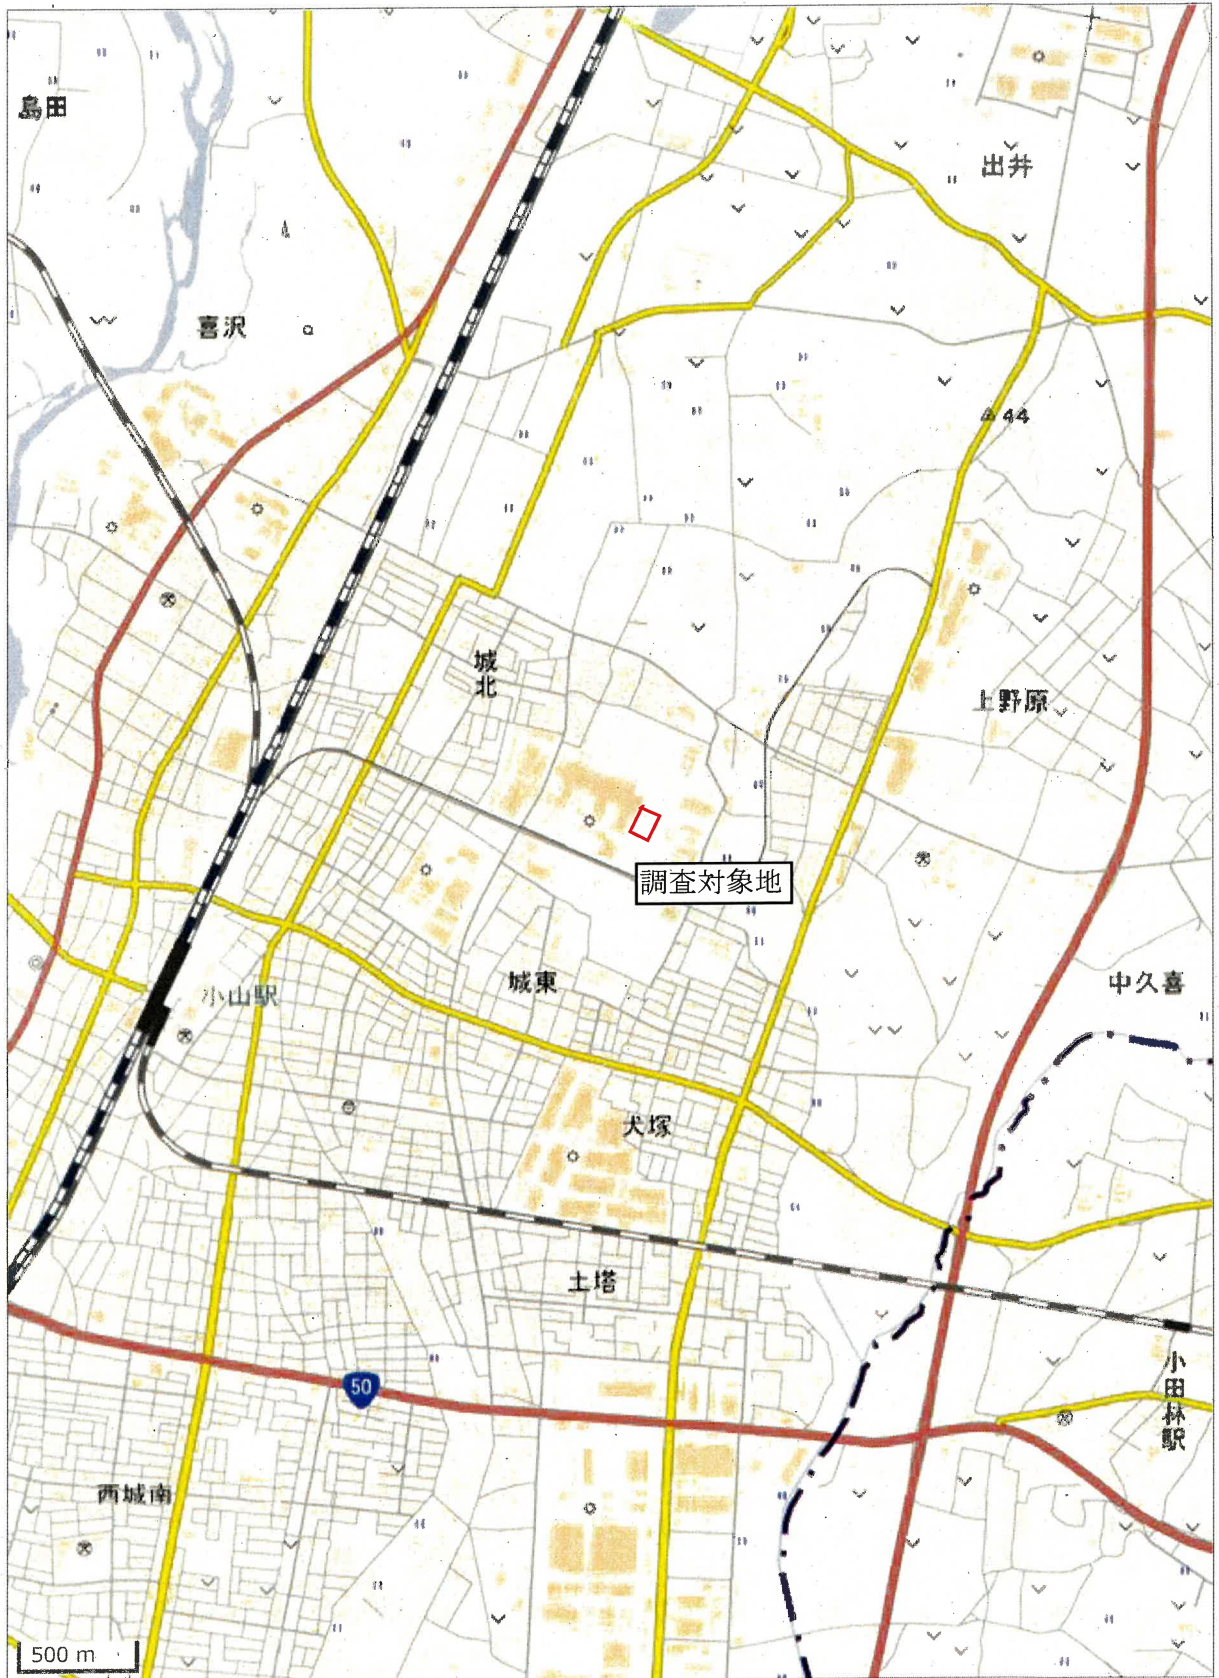 島田
出井
喜沢
44
城
北
上野原
調査対象地
小山駅
城東
中久喜
犬塚
土塔
小
田
林
駅
50
西城南
500 m